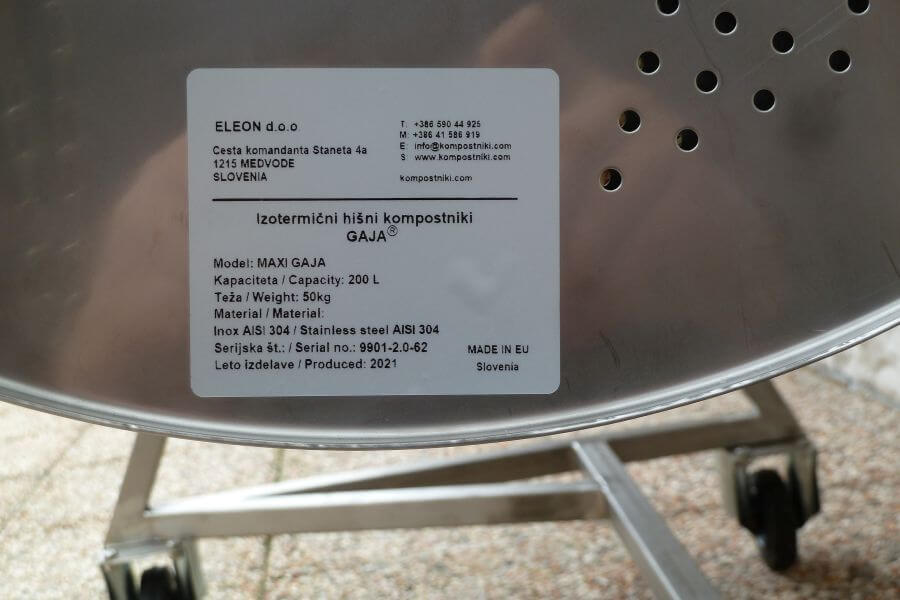 ELEON d.o.o
Cesta komandanta Staneta 4a
1215 MEDVODE
SLOVENIA
T: +386 590 44 925
M: +386 41 586 919
E: info@kompostniki.com
S: www.kompostniki.com
kompostniki.com
Izotermični hišni kompostniki
GAJA®
Model: MAXI GAJA
Kapaciteta / Capacity: 200 L
Teža / Weight: 50kg
Material / Material:
Inox AISI 304 / Stainless steel AISI 304
Serijska št.: / Serial no.: 9901-2.0-62
Leto izdelave / Produced: 2021
MADE IN EU
Slovenia